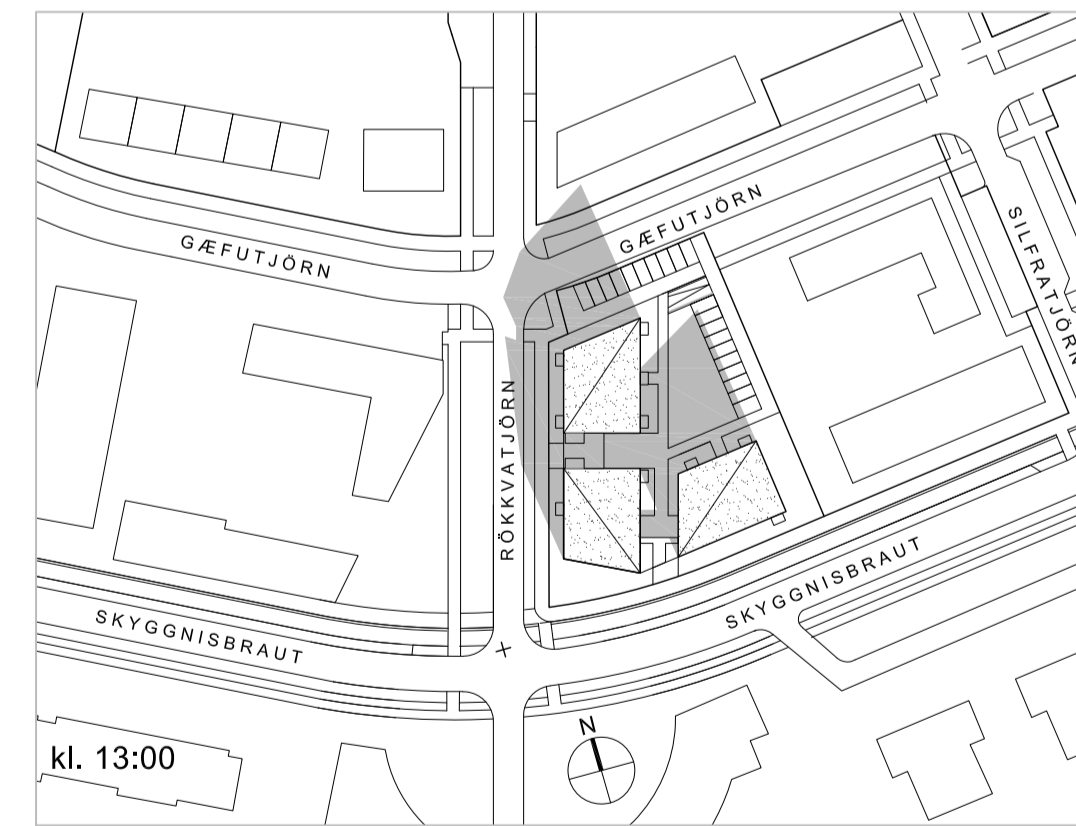 GÆFUTJÖRN
GÆFUTJÖRN
SILFRATJÖRN
RÖKKVATJÖRN
SKYGGNISBRAUT
SKYGGNISBRAUT
N
kl. 13:00